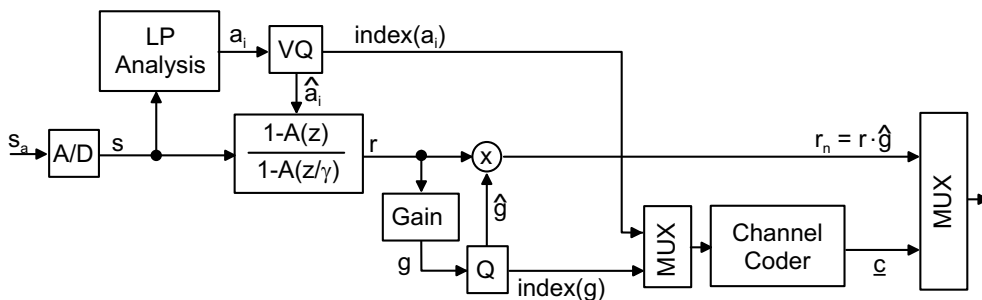 LP
Analysis
a_i
VQ
index(a_i)
â_i
s_a
A/D
s
1-A(z)
1-A(z/γ)
r
x
r_n = r·ĝ
MUX
Gain
ĝ
g
Q
index(g)
MUX
Channel
Coder
c